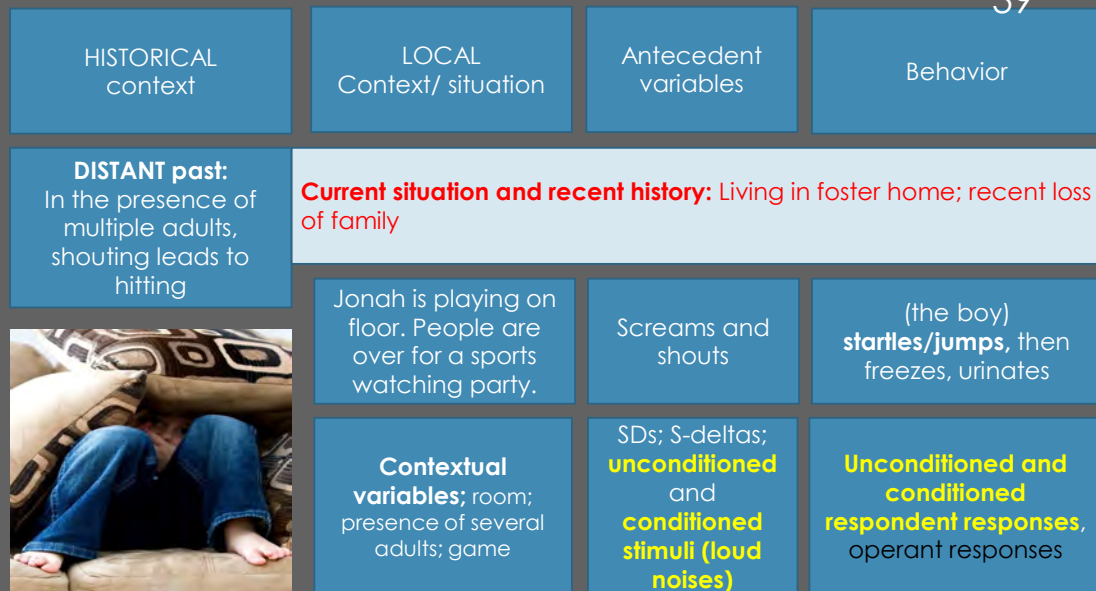 39
HISTORICAL
context
LOCAL
Context/ situation
Antecedent
variables
Behavior
DISTANT past:
In the presence of
multiple adults,
shouting leads to
hitting
Current situation and recent history: Living in foster home; recent loss
of family
Jonah is playing on
floor. People are
over for a sports
watching party.
Screams and
shouts
(the boy)
startles/jumps, then
freezes, urinates
Contextual
variables; room;
presence of several
adults; game
SDs; S-deltas;
unconditioned
and
conditioned
stimuli (loud
noises)
Unconditioned and
conditioned
respondent responses,
operant responses